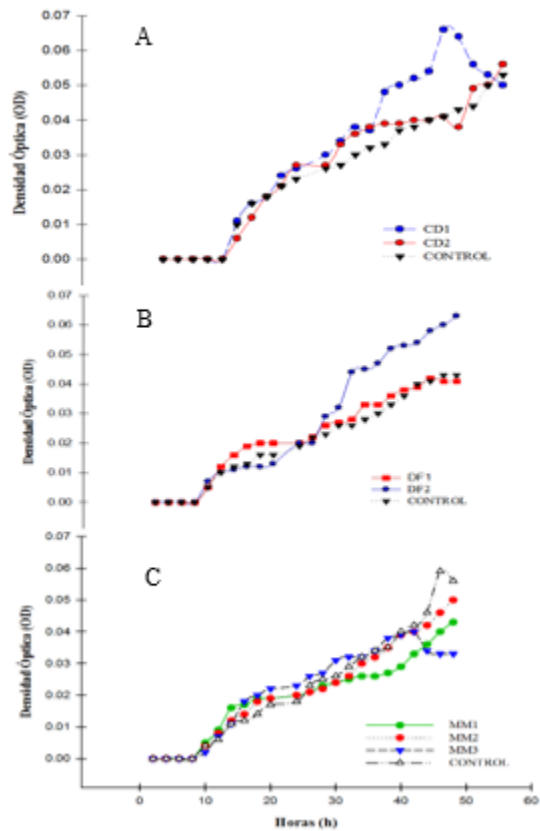 A
0.07
0.06
0.05
0.04
0.03
0.02
0.01
0.00
Densidad Óptica (OD)
CD1
CD2
CONTROL
B
0.07
0.06
0.05
0.04
0.03
0.02
0.01
0.00
Densidad Óptica (OD)
DF1
DF2
CONTROL
C
0.07
0.06
0.05
0.04
0.03
0.02
0.01
0.00
Densidad Óptica (OD)
MM1
MM2
MM3
CONTROL
0 10 20 30 40 50 60
Horas (h)